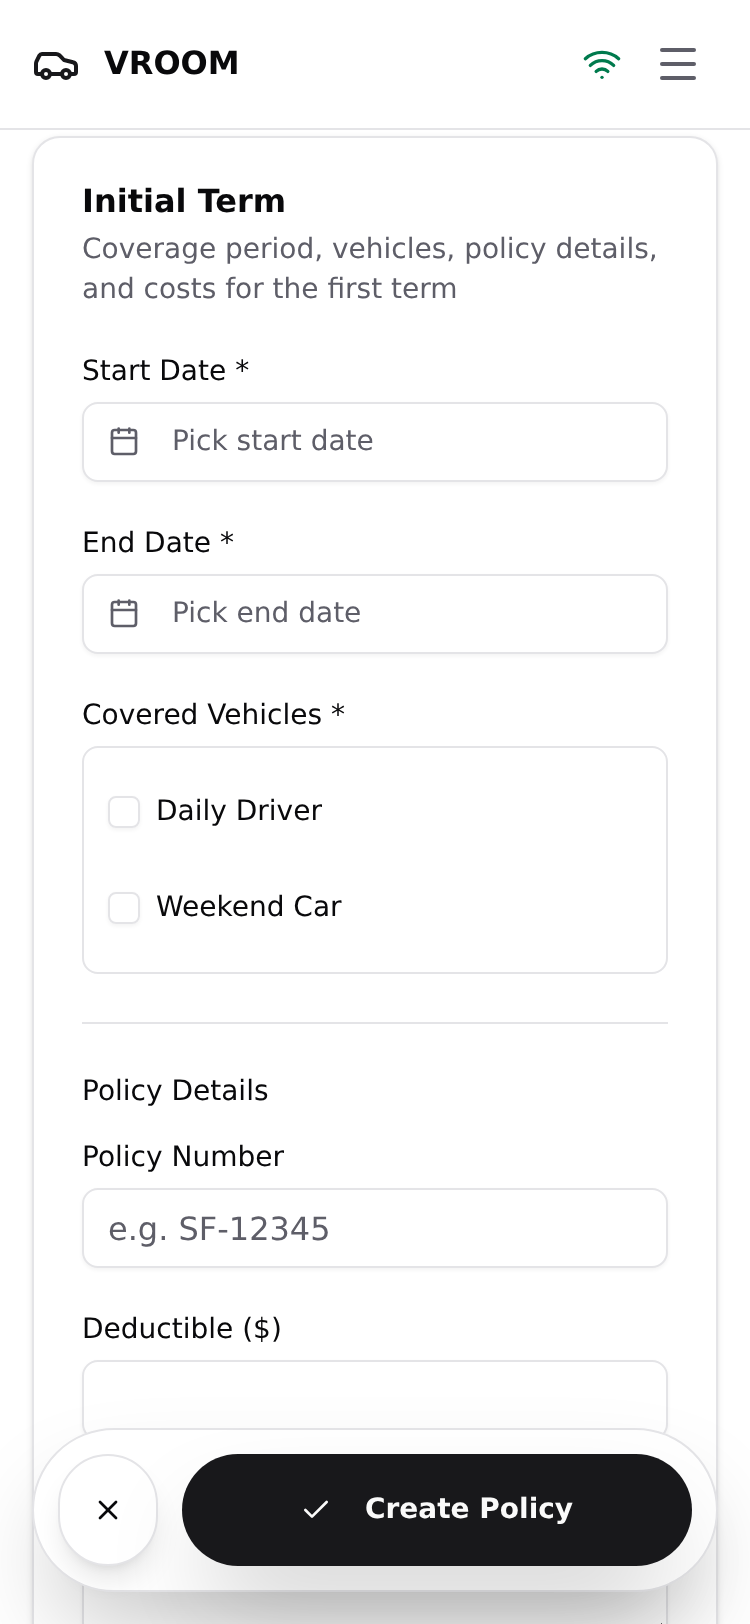 VROOM
Initial Term
Coverage period, vehicles, policy details,
and costs for the first term
Start Date *
Pick start date
End Date *
Pick end date
Covered Vehicles *
Daily Driver
Weekend Car
Policy Details
Policy Number
e.g. SF-12345
Deductible ($)
Create Policy